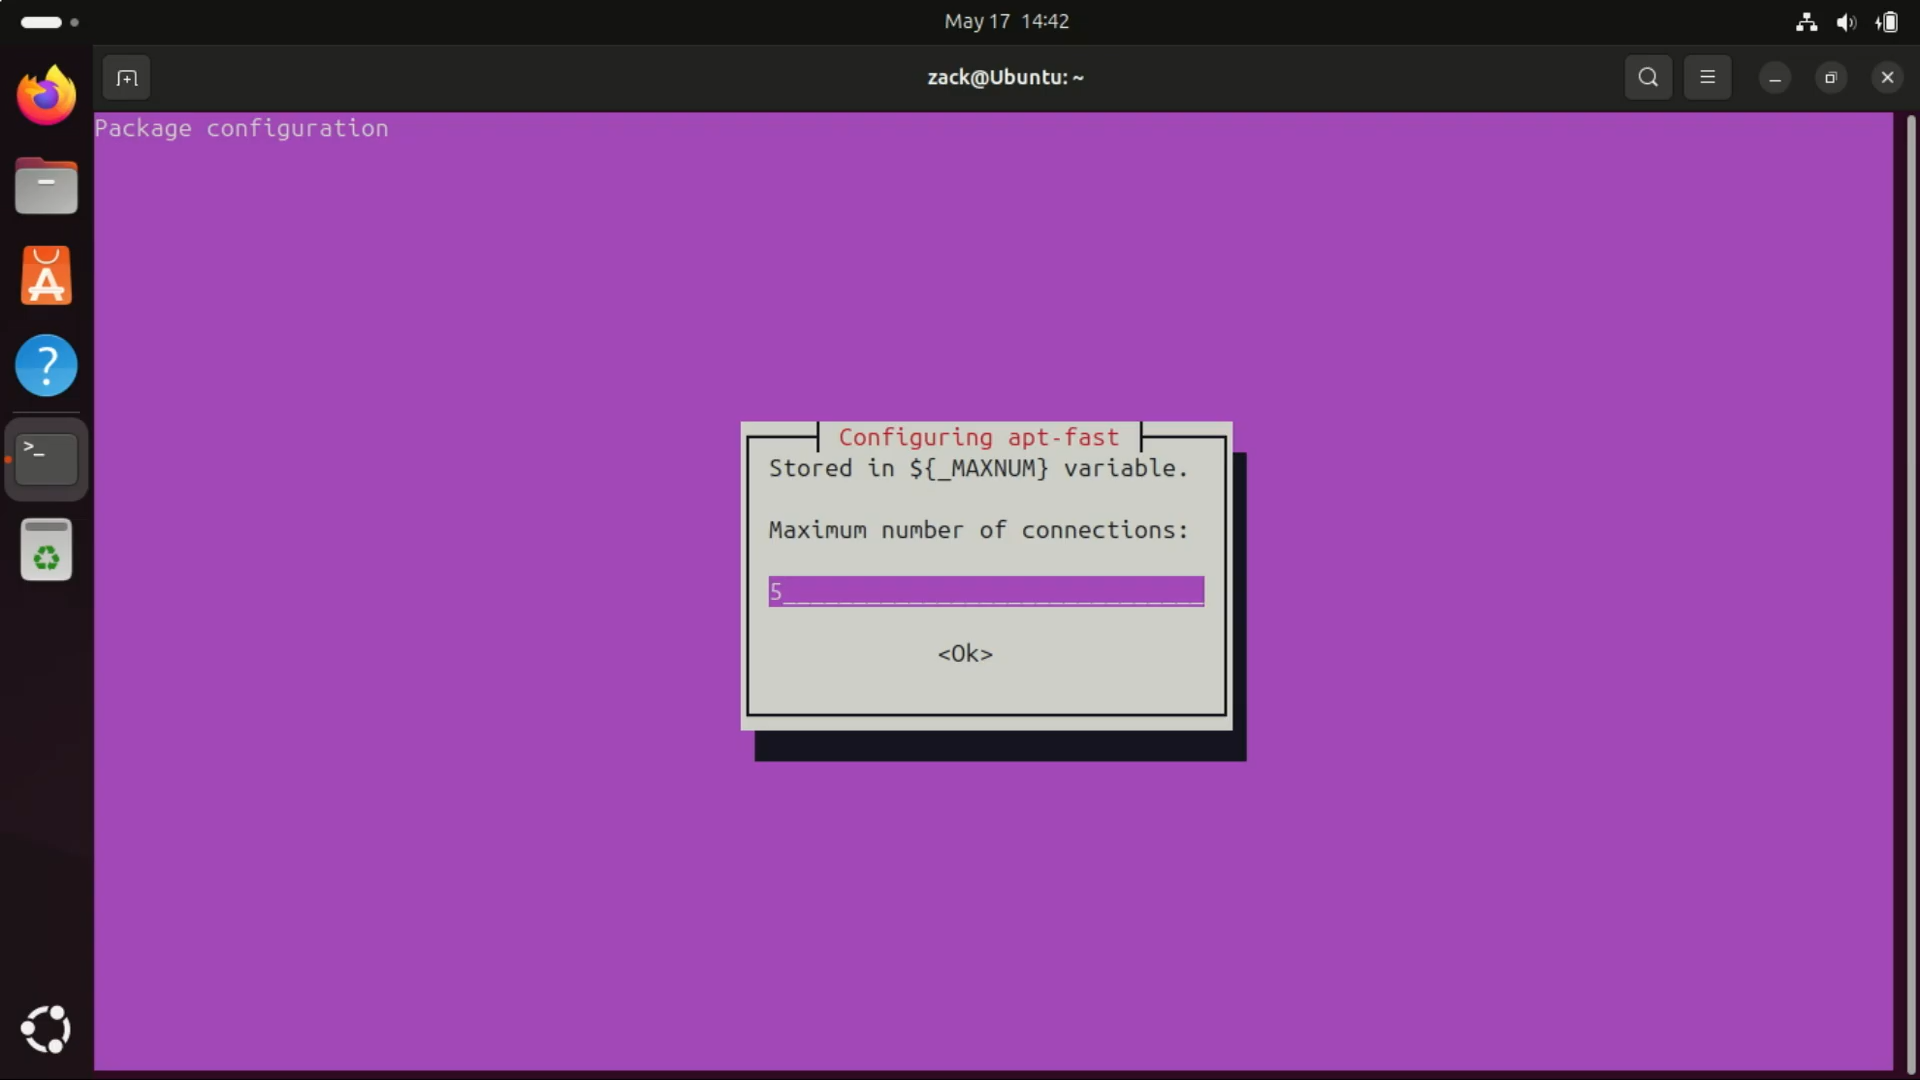 May 17 14:42
zack@Ubuntu: ~
Package configuration
Configuring apt-fast
Stored in ${_MAXNUM} variable.
Maximum number of connections:
5______________________________
<Ok>